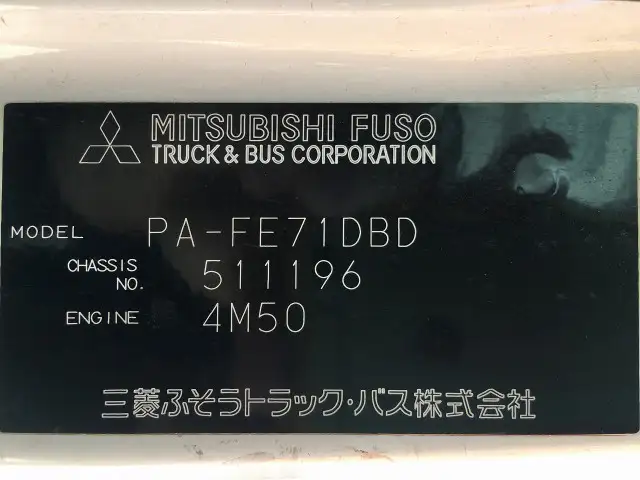 MITSUBISHI FUSO
TRUCK & BUS CORPORATION
MODEL PA-FE71DBD
CHASSIS NO. 511196
ENGINE 4M50
三菱ふそうトラック・バス株式会社